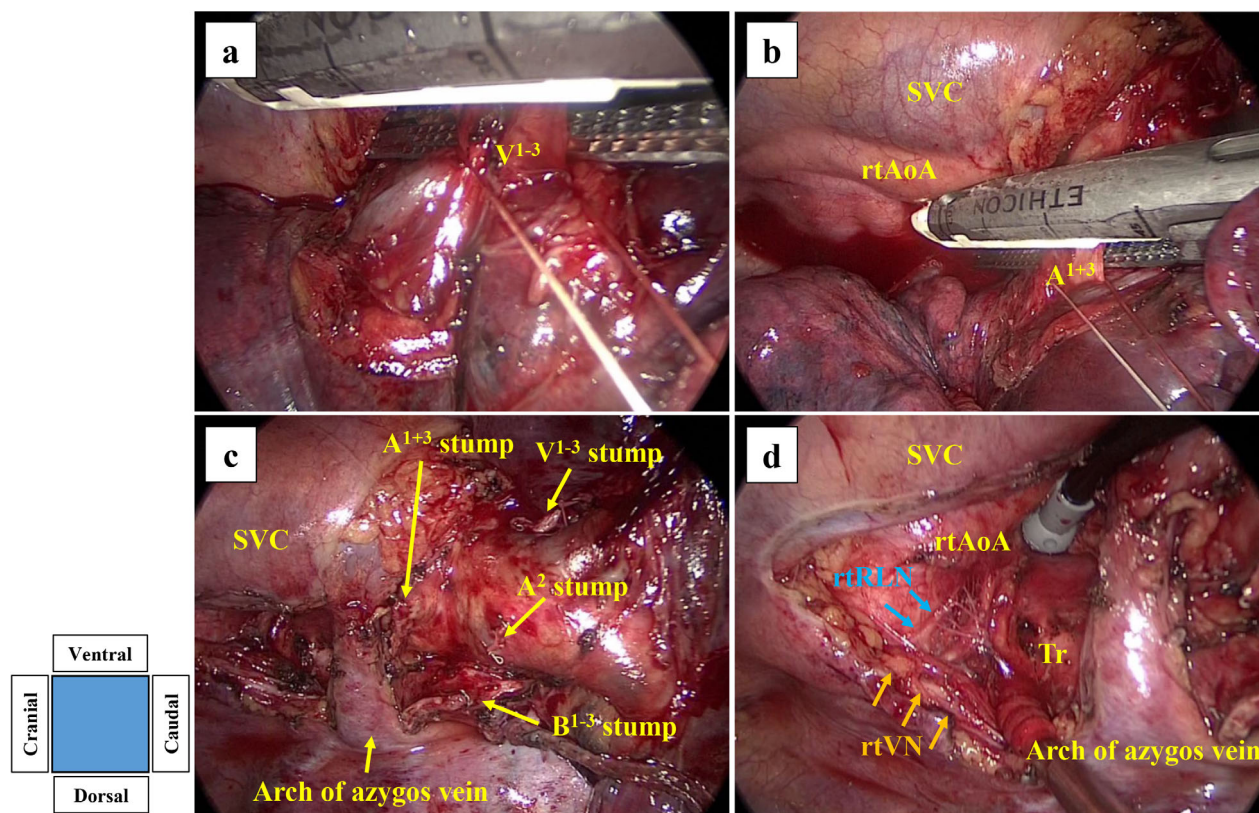 a
V¹⁻³
b
SVC
rtAoA
ETHICON
A¹⁺³
c
A¹⁺³ stump
V¹⁻³ stump
SVC
A² stump
B¹⁻³ stump
Arch of azygos vein
d
SVC
rtAoA
rtRLN
Tr.
rtVN
Arch of azygos vein
Ventral
Cranial
Caudal
Dorsal